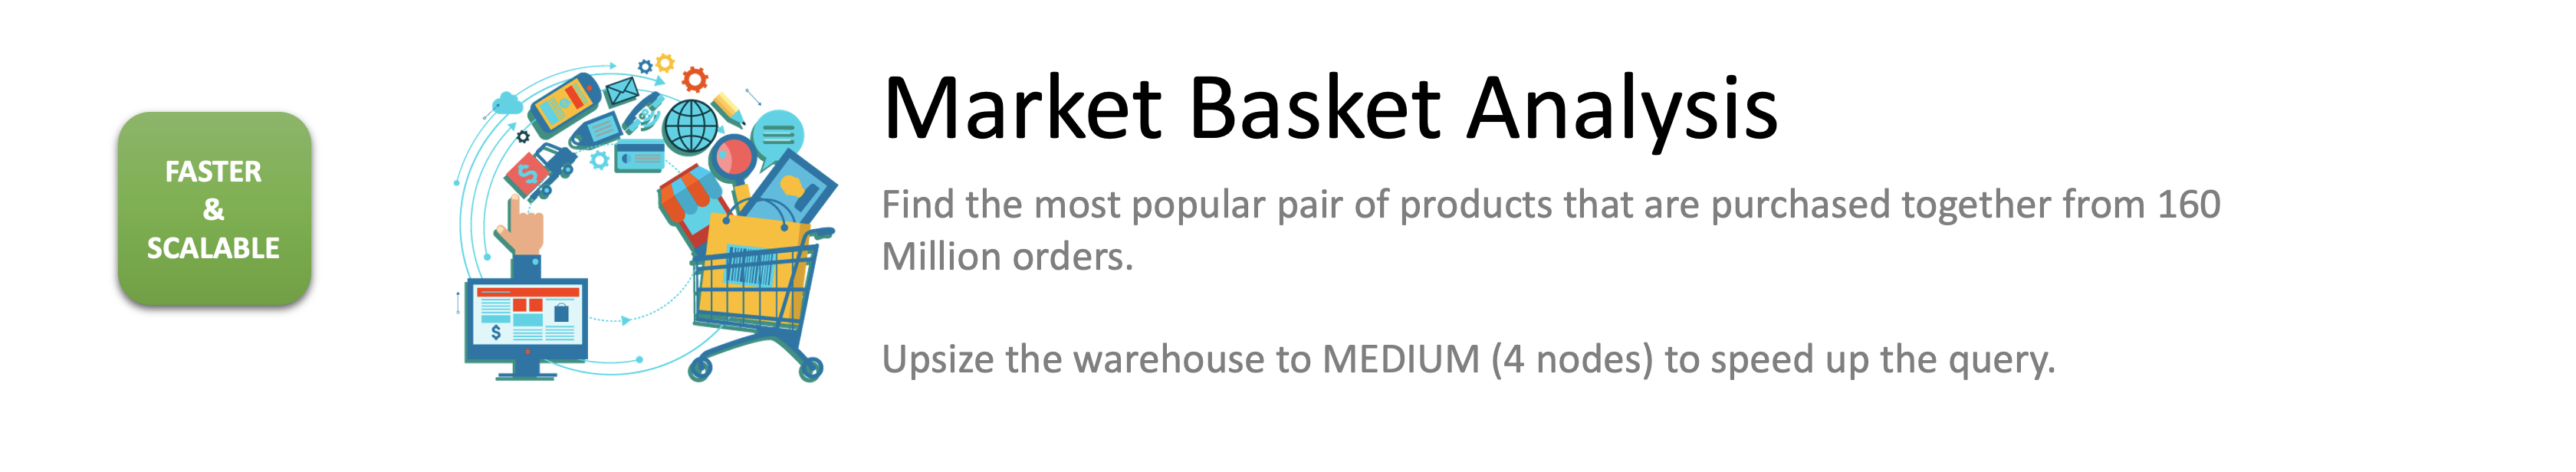 FASTER
&
SCALABLE
Market Basket Analysis
Find the most popular pair of products that are purchased together from 160
Million orders.
Upsize the warehouse to MEDIUM (4 nodes) to speed up the query.
$
$